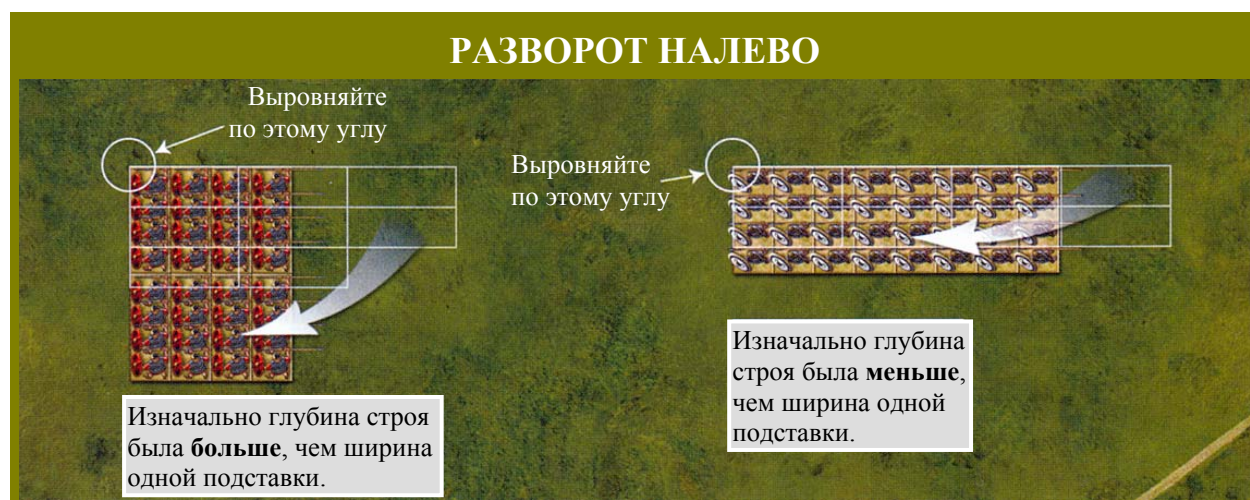 РАЗВОРОТ НАЛЕВО
Выровняйте
по этому углу
Выровняйте
по этому углу
Изначально глубина строя
была больше, чем ширина
одной подставки.
Изначально глубина
строя была меньше,
чем ширина одной
подставки.